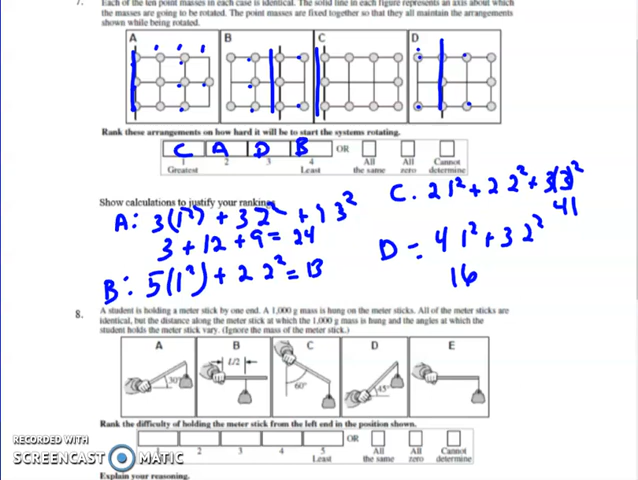 7. Each of the ten point masses in each case is identical. The solid line in each figure represents an axis about which
the masses are going to be rotated. The point masses are fixed together so that they all maintain the arrangements
shown while being rotated.
A B C D
Rank these arrangements on how hard it will be to start the systems rotating.
C A D B OR
1 2 3 4 All All Cannot
Greatest Least the same zero determine
Show calculations to justify your ranking
A: 3(1²) + 3 2² + 1 3²
3 + 12 + 9 = 24
B: 5(1²) + 2 2² = 13
C. 2 1² + 2 2² + 3(3)²
41
D = 4 1² + 3 2²
16
8. A student is holding a meter stick by one end. A 1,000 g mass is hung on the meter sticks. All of the meter sticks are
identical, but the distance along the meter stick at which the 1,000 g mass is hung and the angles at which the
student holds the meter stick vary. (Ignore the mass of the meter stick.)
A B C D E
30° L/2 60° 45°
Rank the difficulty of holding the meter stick from the left end in the position shown.
OR
2 3 4 5 All All Cannot
Least the same zero determine
Explain your reasoning.
RECORDED WITH
SCREENCAST MATIC